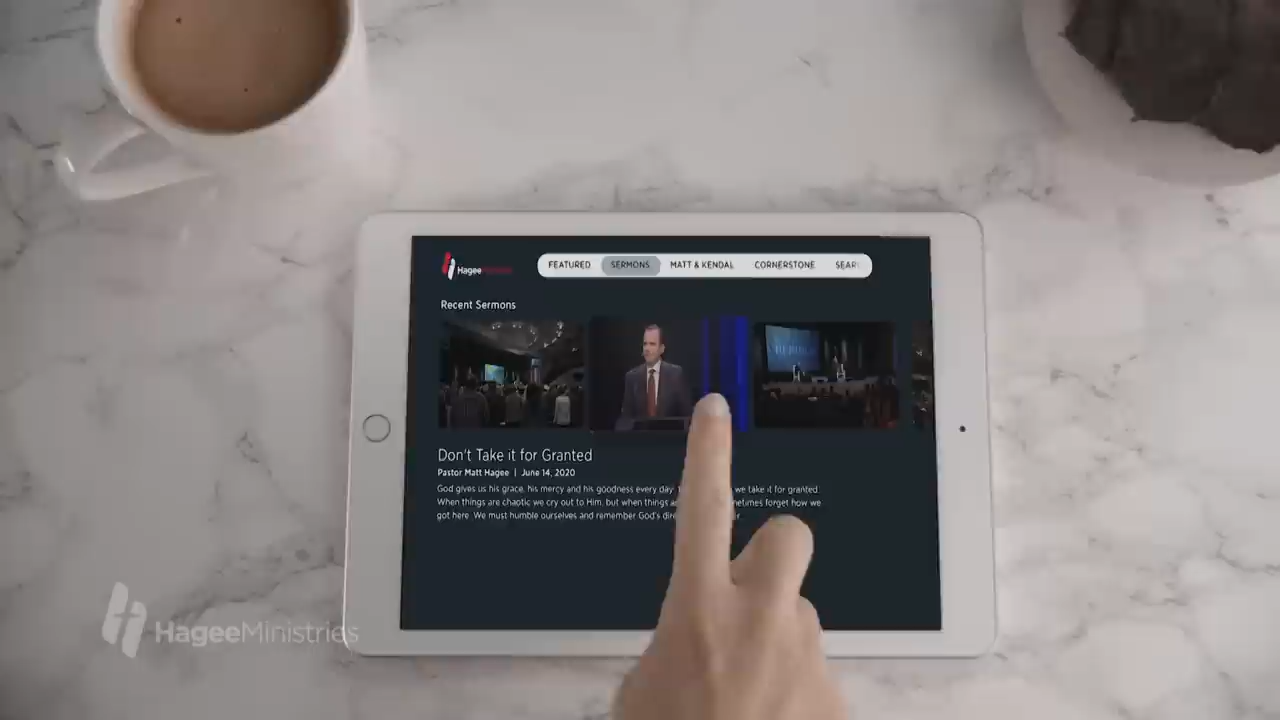 HageeMinistries
FEATURED SERMONS MATT & KENDAL CORNERSTONE SEAR
Recent Sermons
Don't Take it for Granted
Pastor Matt Hagee | June 14, 2020
God gives us his grace, his mercy and his goodness every day, we take it for granted.
When things are chaotic we cry out to Him, but when things forget how we
got here. We must humble ourselves and remember God's
HageeMinistries